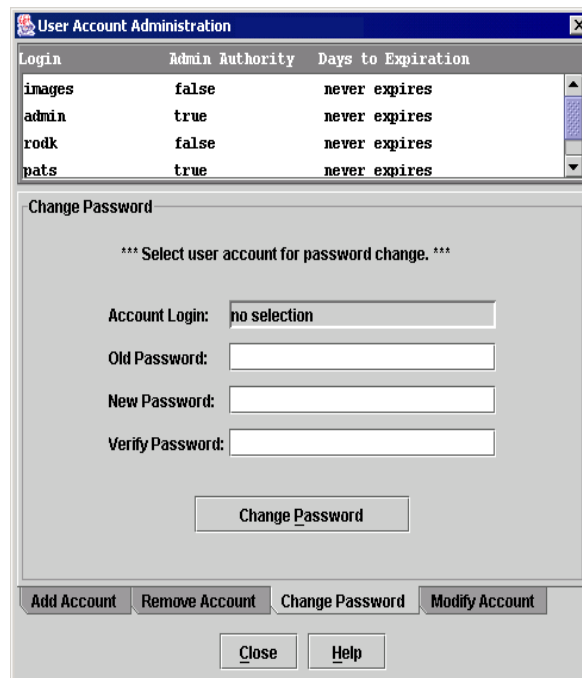 User Account Administration
Login Admin Authority Days to Expiration
images false never expires
admin true never expires
rodk false never expires
pats true never expires
Change Password
*** Select user account for password change. ***
Account Login: no selection
Old Password:
New Password:
Verify Password:
Change Password
Add Account Remove Account Change Password Modify Account
Close Help